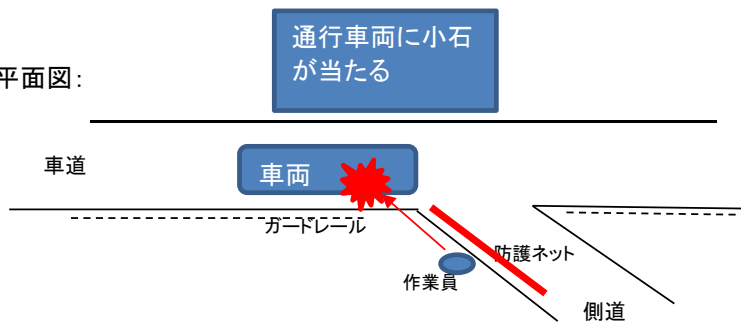 通行車両に小石
が当たる
平面図：
車道
車両
ガードレール
防護ネット
作業員
側道